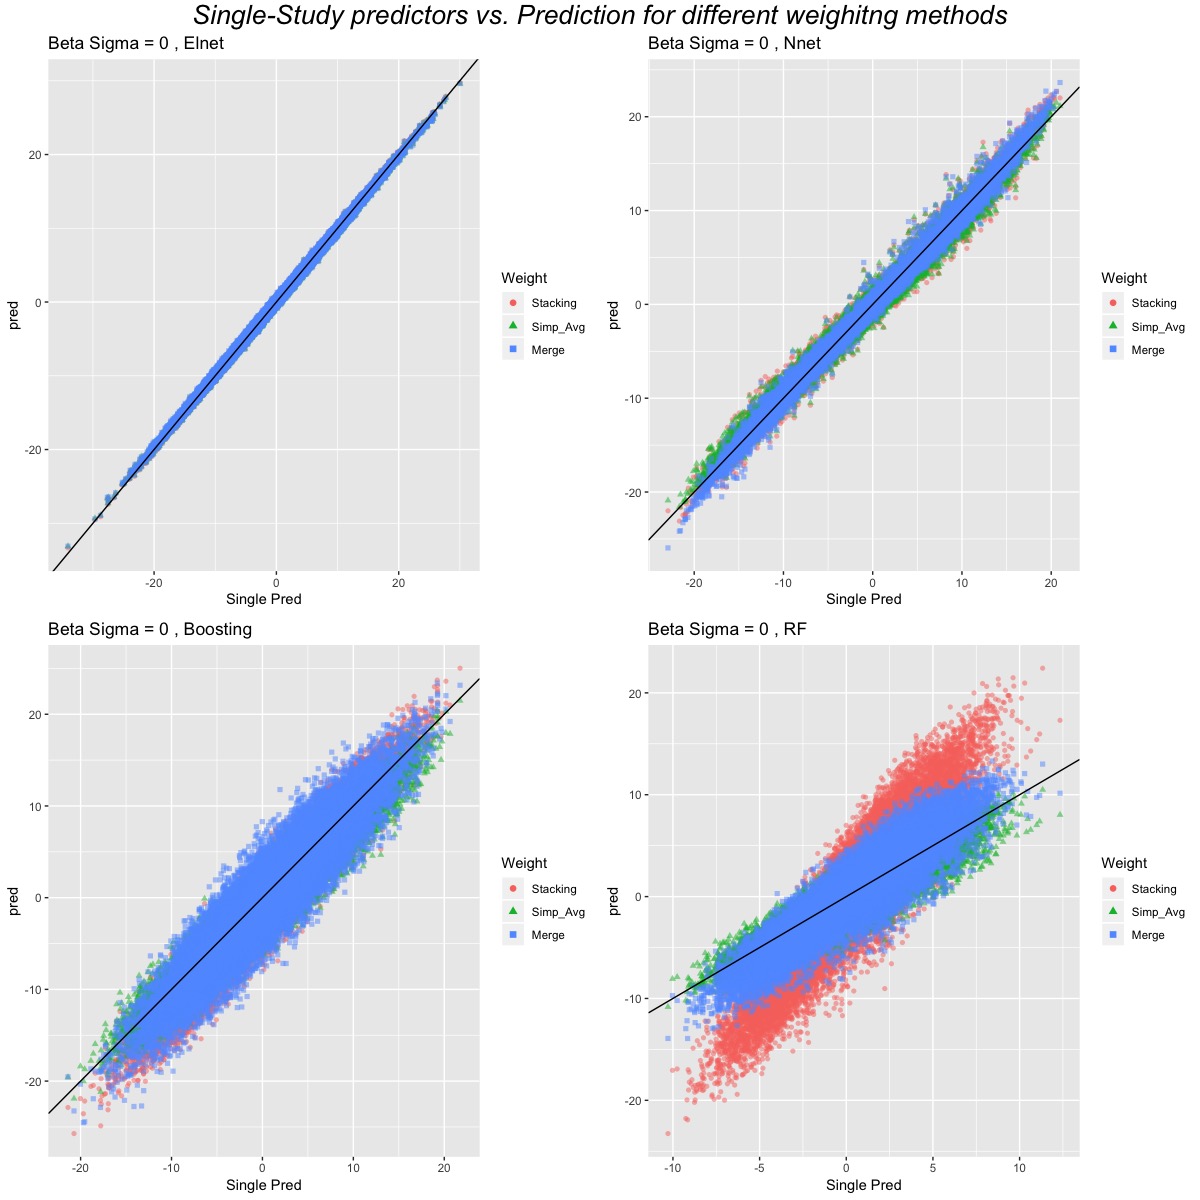 Single-Study predictors vs. Prediction for different weighitng methods
Beta Sigma = 0 , Elnet
pred
20
0
-20
-20
0
20
Single Pred
Weight
Stacking
Simp_Avg
Merge
Beta Sigma = 0 , Nnet
pred
20
10
0
-10
-20
-20
-10
0
10
20
Single Pred
Weight
Stacking
Simp_Avg
Merge
Beta Sigma = 0 , Boosting
pred
20
10
0
-10
-20
-20
-10
0
10
20
Single Pred
Weight
Stacking
Simp_Avg
Merge
Beta Sigma = 0 , RF
pred
20
10
0
-10
-20
-10
-5
0
5
10
Single Pred
Weight
Stacking
Simp_Avg
Merge